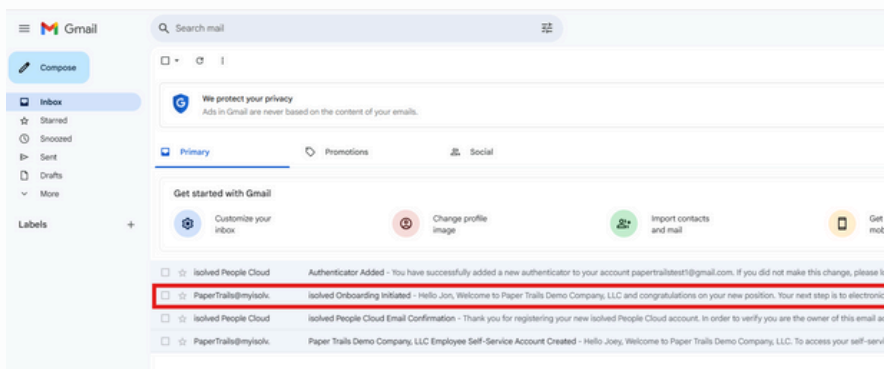 Gmail
Search mail
Compose
Inbox
Starred
Snoozed
Sent
Drafts
More
Labels
We protect your privacy
Ads in Gmail are never based on the content of your emails.
Primary
Promotions
Social
Get started with Gmail
Customize your
inbox
Change profile
image
Import contacts
and mail
Get
mob
isolved People Cloud Authenticator Added - You have successfully added a new authenticator to your account papertrailstest1@gmail.com. If you did not make this change, please
PaperTrails@myisolv. isolved Onboarding Initiated - Hello Jon, Welcome to Paper Trails Demo Company, LLC and congratulations on your new position. Your next step is to electronic
isolved People Cloud isolved People Cloud Email Confirmation - Thank you for registering your new isolved People Cloud account. In order to verify you are the owner of this email
PaperTrails@myisolv. Paper Trails Demo Company, LLC Employee Self-Service Account Created - Hello Joey, Welcome to Paper Trails Demo Company, LLC. To access your self-servi